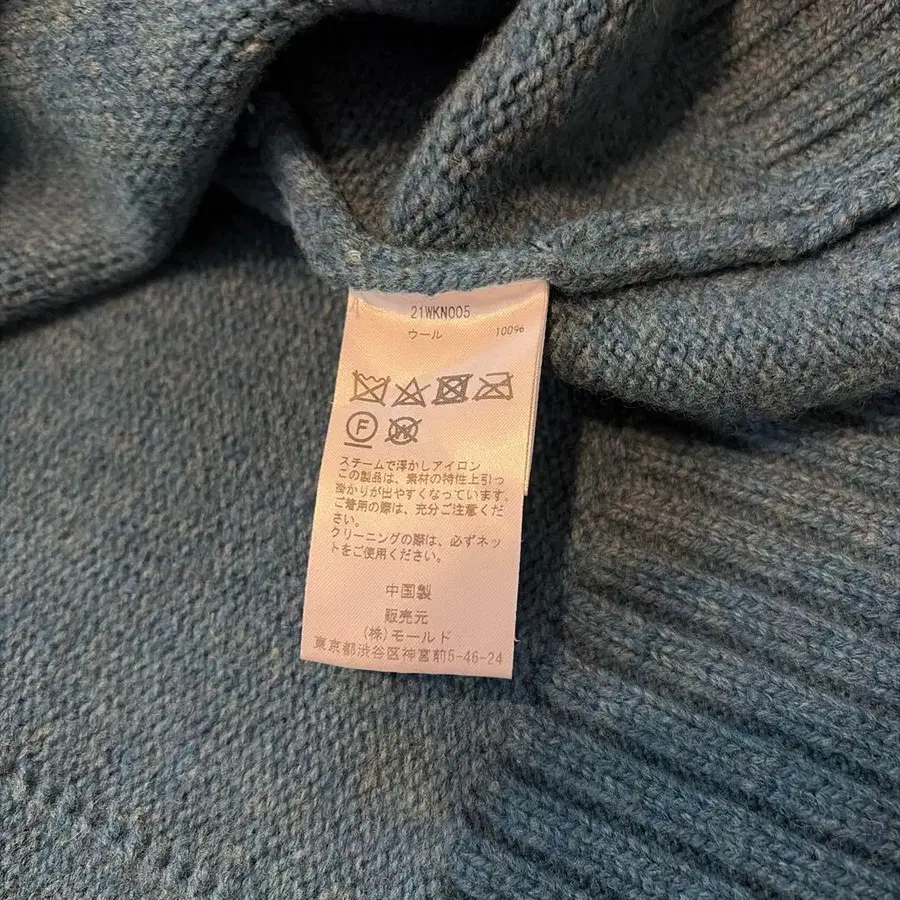 21WKN005
ウール 100%
F
W
スチームで浮かしアイロン
この製品は、素材の特性上引っ
掛かりが出やすくなっています。
ご着用の際は、充分ご注意くだ
さい。
クリーニングの際は、必ずネッ
トをご使用ください。
中国製
販売元
(株)モールド
東京都渋谷区神宮前5-46-24